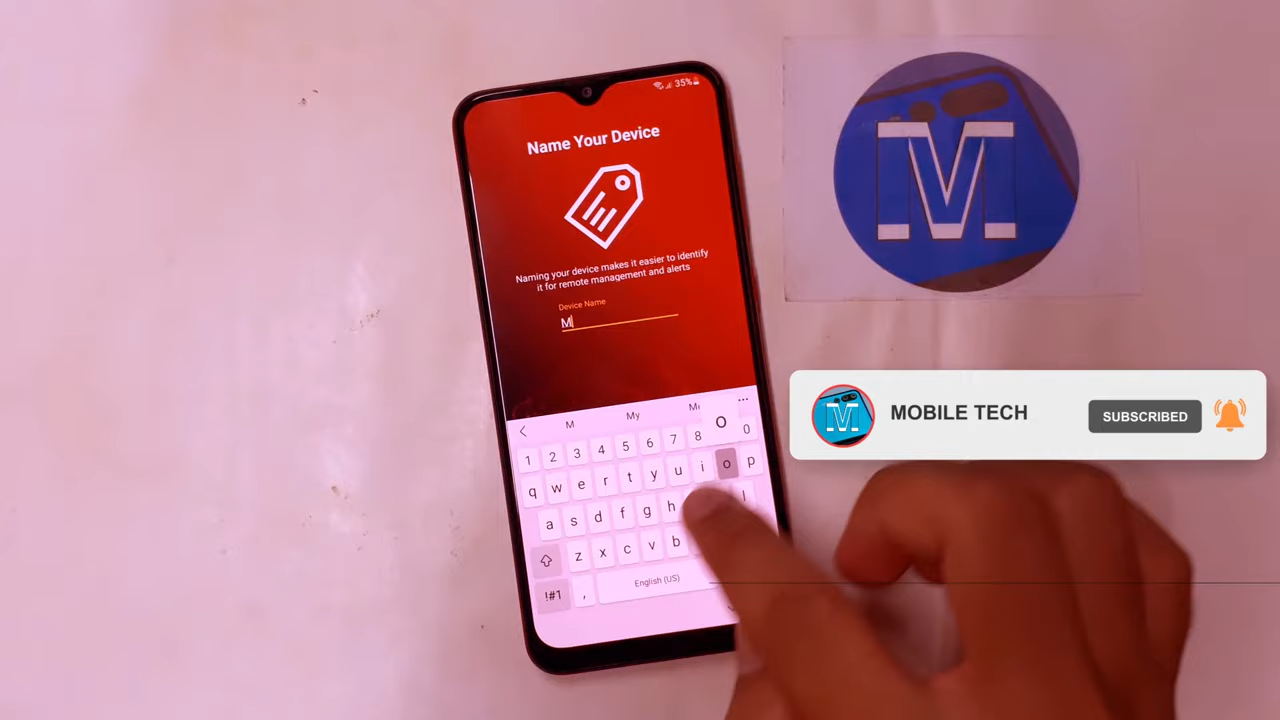 35%
Name Your Device
Naming your device makes it easier to identify
it for remote management and alerts
Device Name
M
M My
O
1 2 3 4 5 6 7 8 0
q w e r t y u i o p
a s d f g h l
z x c v b
!#1 , English (US)
M
M
MOBILE TECH
SUBSCRIBED